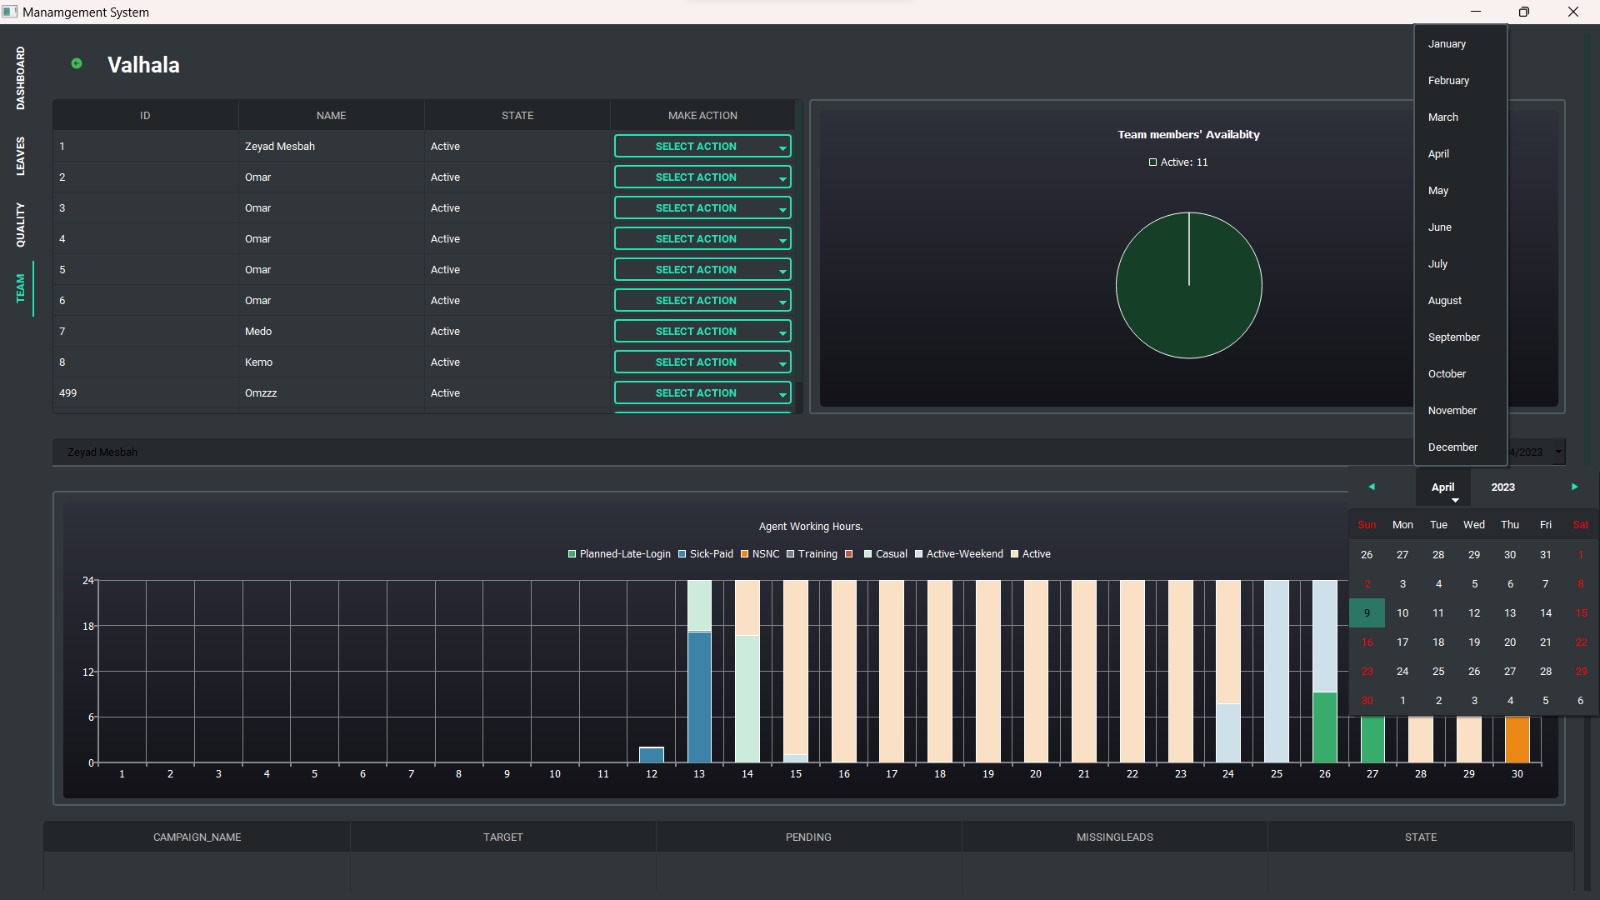 Manamgement System
DASHBOARD
LEAVES
QUALITY
TEAM
Valhala
ID NAME STATE MAKE ACTION
1 Zeyad Mesbah Active SELECT ACTION
2 Omar Active SELECT ACTION
3 Omar Active SELECT ACTION
4 Omar Active SELECT ACTION
5 Omar Active SELECT ACTION
6 Omar Active SELECT ACTION
7 Medo Active SELECT ACTION
8 Kemo Active SELECT ACTION
499 Omzzz Active SELECT ACTION
Team members' Availabity
Active: 11
January
February
March
April
May
June
July
August
September
October
November
December
Zeyad Mesbah
4/2023
April 2023
Sun Mon Tue Wed Thu Fri Sat
26 27 28 29 30 31 1
2 3 4 5 6 7 8
9 10 11 12 13 14 15
16 17 18 19 20 21 22
23 24 25 26 27 28 29
30 1 2 3 4 5 6
Agent Working Hours.
Planned-Late-Login Sick-Paid NSNC Training Casual Active-Weekend Active
24
18
12
6
0
1 2 3 4 5 6 7 8 9 10 11 12 13 14 15 16 17 18 19 20 21 22 23 24 25 26 27 28 29 30
CAMPAIGN_NAME TARGET PENDING MISSINGLEADS STATE